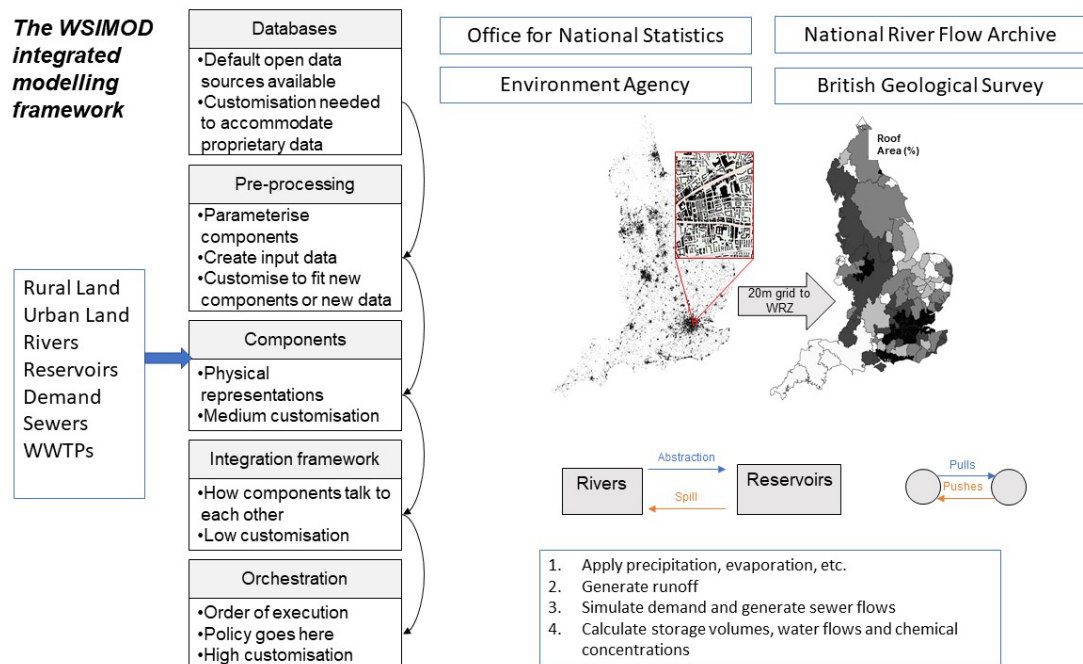 The WSIMOD
integrated
modelling
framework
Databases
•Default open data
sources available
•Customisation needed
to accommodate
proprietary data
Pre-processing
•Parameterise
components
•Create input data
•Customise to fit new
components or new data
Components
•Physical
representations
•Medium customisation
Integration framework
•How components talk to
each other
•Low customisation
Orchestration
•Order of execution
•Policy goes here
•High customisation
Rural Land
Urban Land
Rivers
Reservoirs
Demand
Sewers
WWTPs
Office for National Statistics
National River Flow Archive
Environment Agency
British Geological Survey
Roof
Area (%)
20m grid to
WRZ
Rivers
Abstraction
Spill
Reservoirs
Pulls
Pushes
1. Apply precipitation, evaporation, etc.
2. Generate runoff
3. Simulate demand and generate sewer flows
4. Calculate storage volumes, water flows and chemical
concentrations